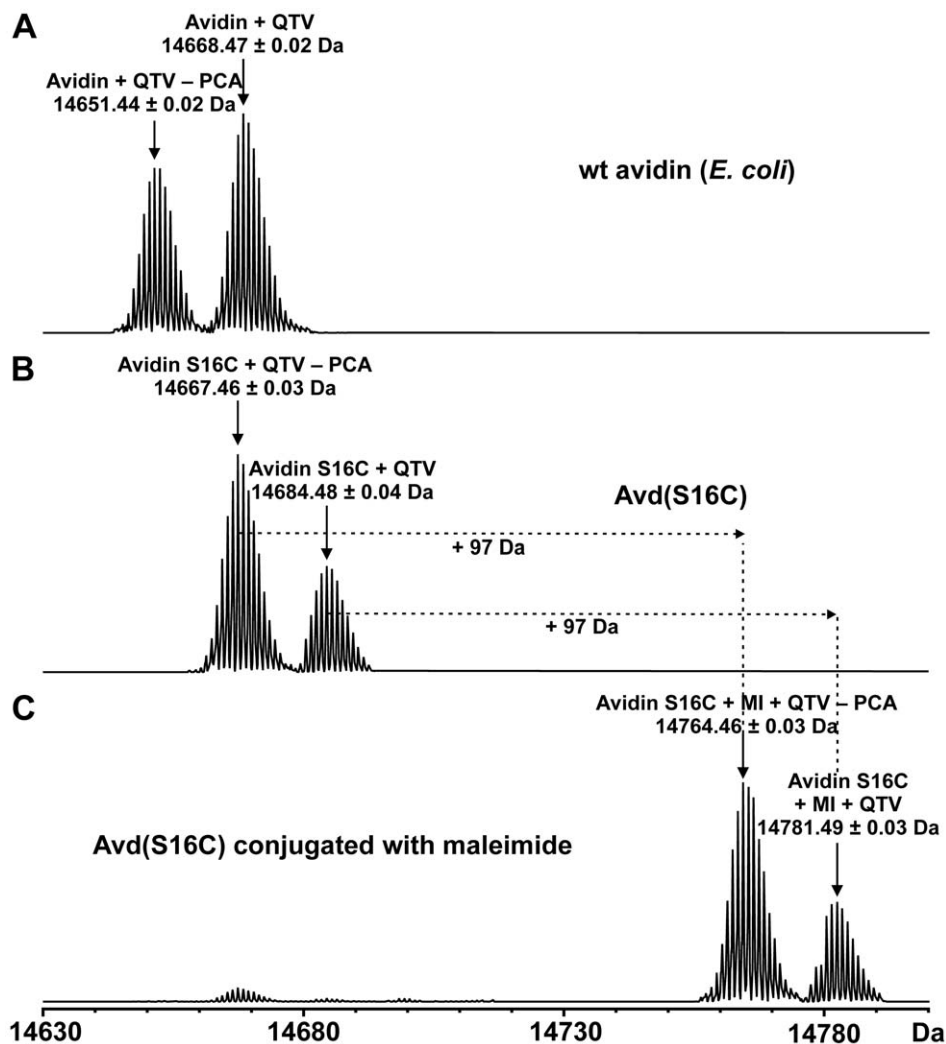 A
Avidin + QTV
14668.47 ± 0.02 Da
Avidin + QTV – PCA
14651.44 ± 0.02 Da
wt avidin (E. coli)
B
Avidin S16C + QTV – PCA
14667.46 ± 0.03 Da
Avidin S16C + QTV
14684.48 ± 0.04 Da
Avd(S16C)
+ 97 Da
+ 97 Da
C
Avidin S16C + MI + QTV – PCA
14764.46 ± 0.03 Da
Avidin S16C
+ MI + QTV
14781.49 ± 0.03 Da
Avd(S16C) conjugated with maleimide
14630 14680 14730 14780 Da